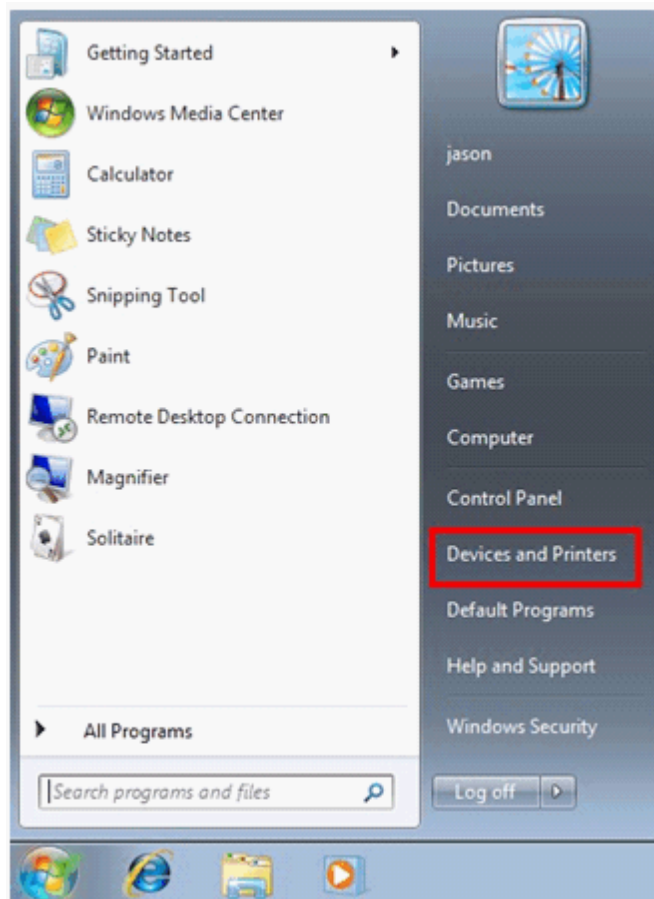 Getting Started
Windows Media Center
Calculator
Sticky Notes
Snipping Tool
Paint
Remote Desktop Connection
Magnifier
Solitaire
All Programs
Search programs and files
jason
Documents
Pictures
Music
Games
Computer
Control Panel
Devices and Printers
Default Programs
Help and Support
Windows Security
Log off